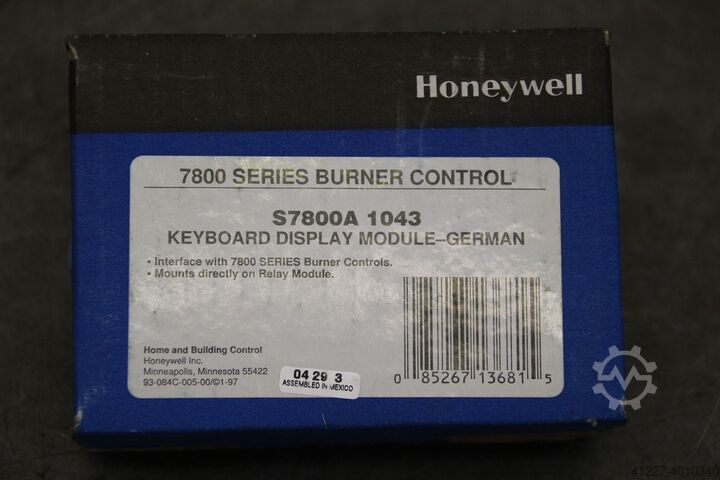 Honeywell
7800 SERIES BURNER CONTROL
S7800A 1043
KEYBOARD DISPLAY MODULE–GERMAN
• Interface with 7800 SERIES Burner Controls.
• Mounts directly on Relay Module.
Home and Building Control
Honeywell Inc.
Minneapolis, Minnesota 55422
93-084C-005-00/©1-97
04 29 3
ASSEMBLED IN MEXICO
0 85267 13681 5
41227-4010340